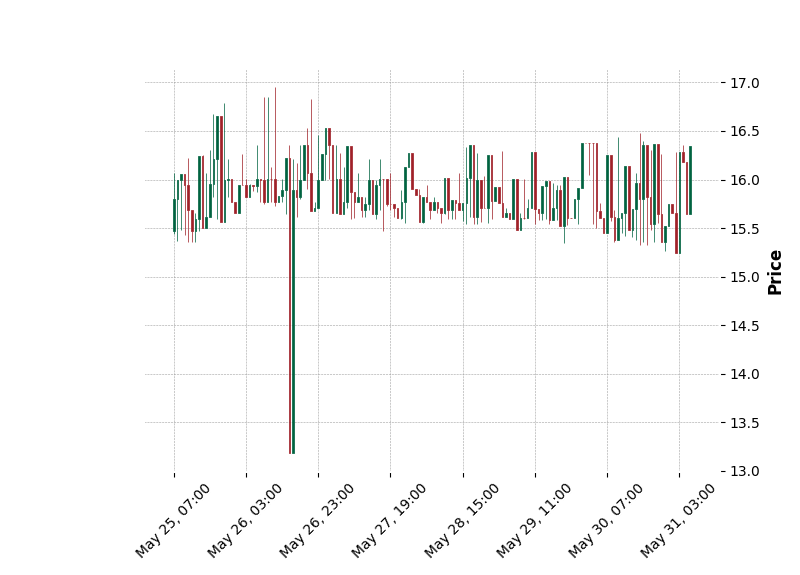 17.0
16.5
16.0
15.5
15.0
14.5
14.0
13.5
13.0
Price
May 25, 07:00
May 26, 03:00
May 26, 23:00
May 27, 19:00
May 28, 15:00
May 29, 11:00
May 30, 07:00
May 31, 03:00